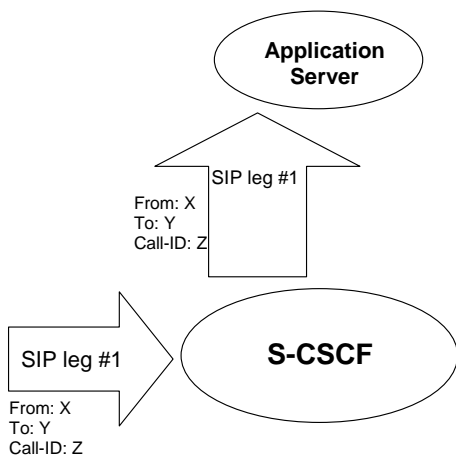 Application
Server
SIP leg #1
From: X
To: Y
Call-ID: Z
S-CSCF
SIP leg #1
From: X
To: Y
Call-ID: Z